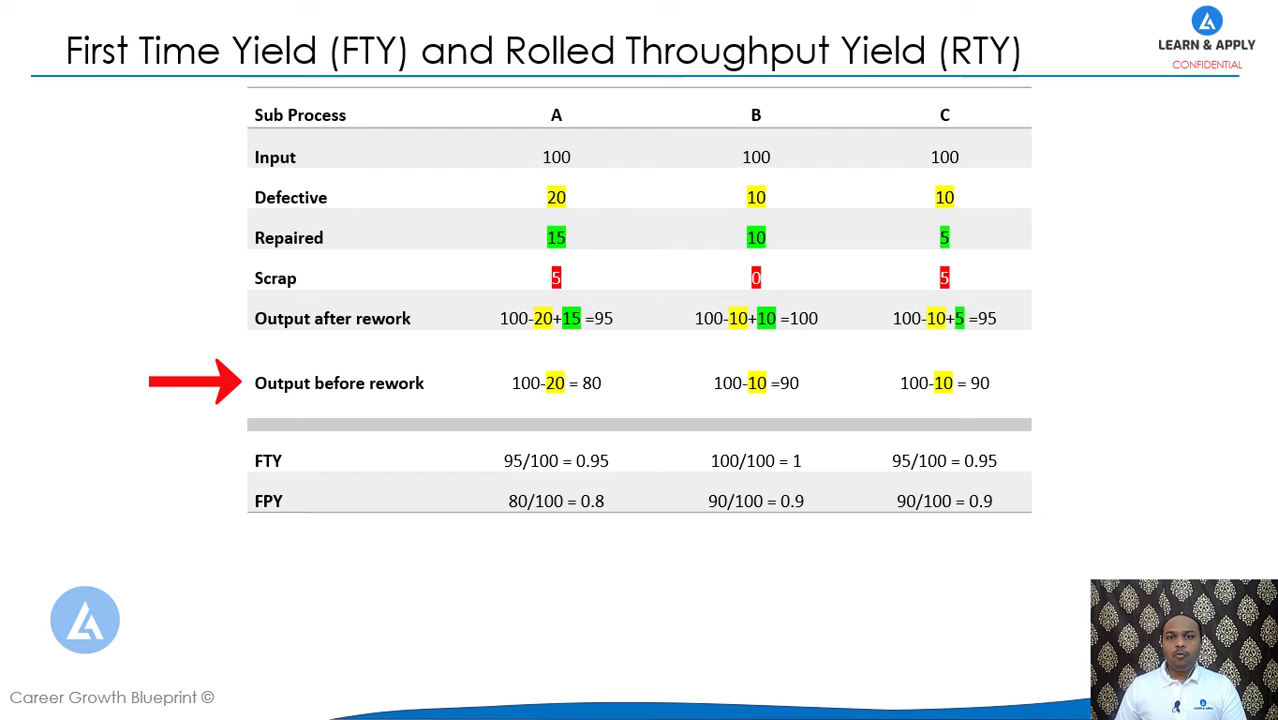 First Time Yield (FTY) and Rolled Throughput Yield (RTY)
LEARN & APPLY
CONFIDENTIAL
Sub Process A B C
Input 100 100 100
Defective 20 10 10
Repaired 15 10 5
Scrap 5 0 5
Output after rework 100-20+15 =95 100-10+10 =100 100-10+5 =95
Output before rework 100-20 = 80 100-10 =90 100-10 = 90
FTY 95/100 = 0.95 100/100 = 1 95/100 = 0.95
FPY 80/100 = 0.8 90/100 = 0.9 90/100 = 0.9
Career Growth Blueprint ©
LEARN & APPLY